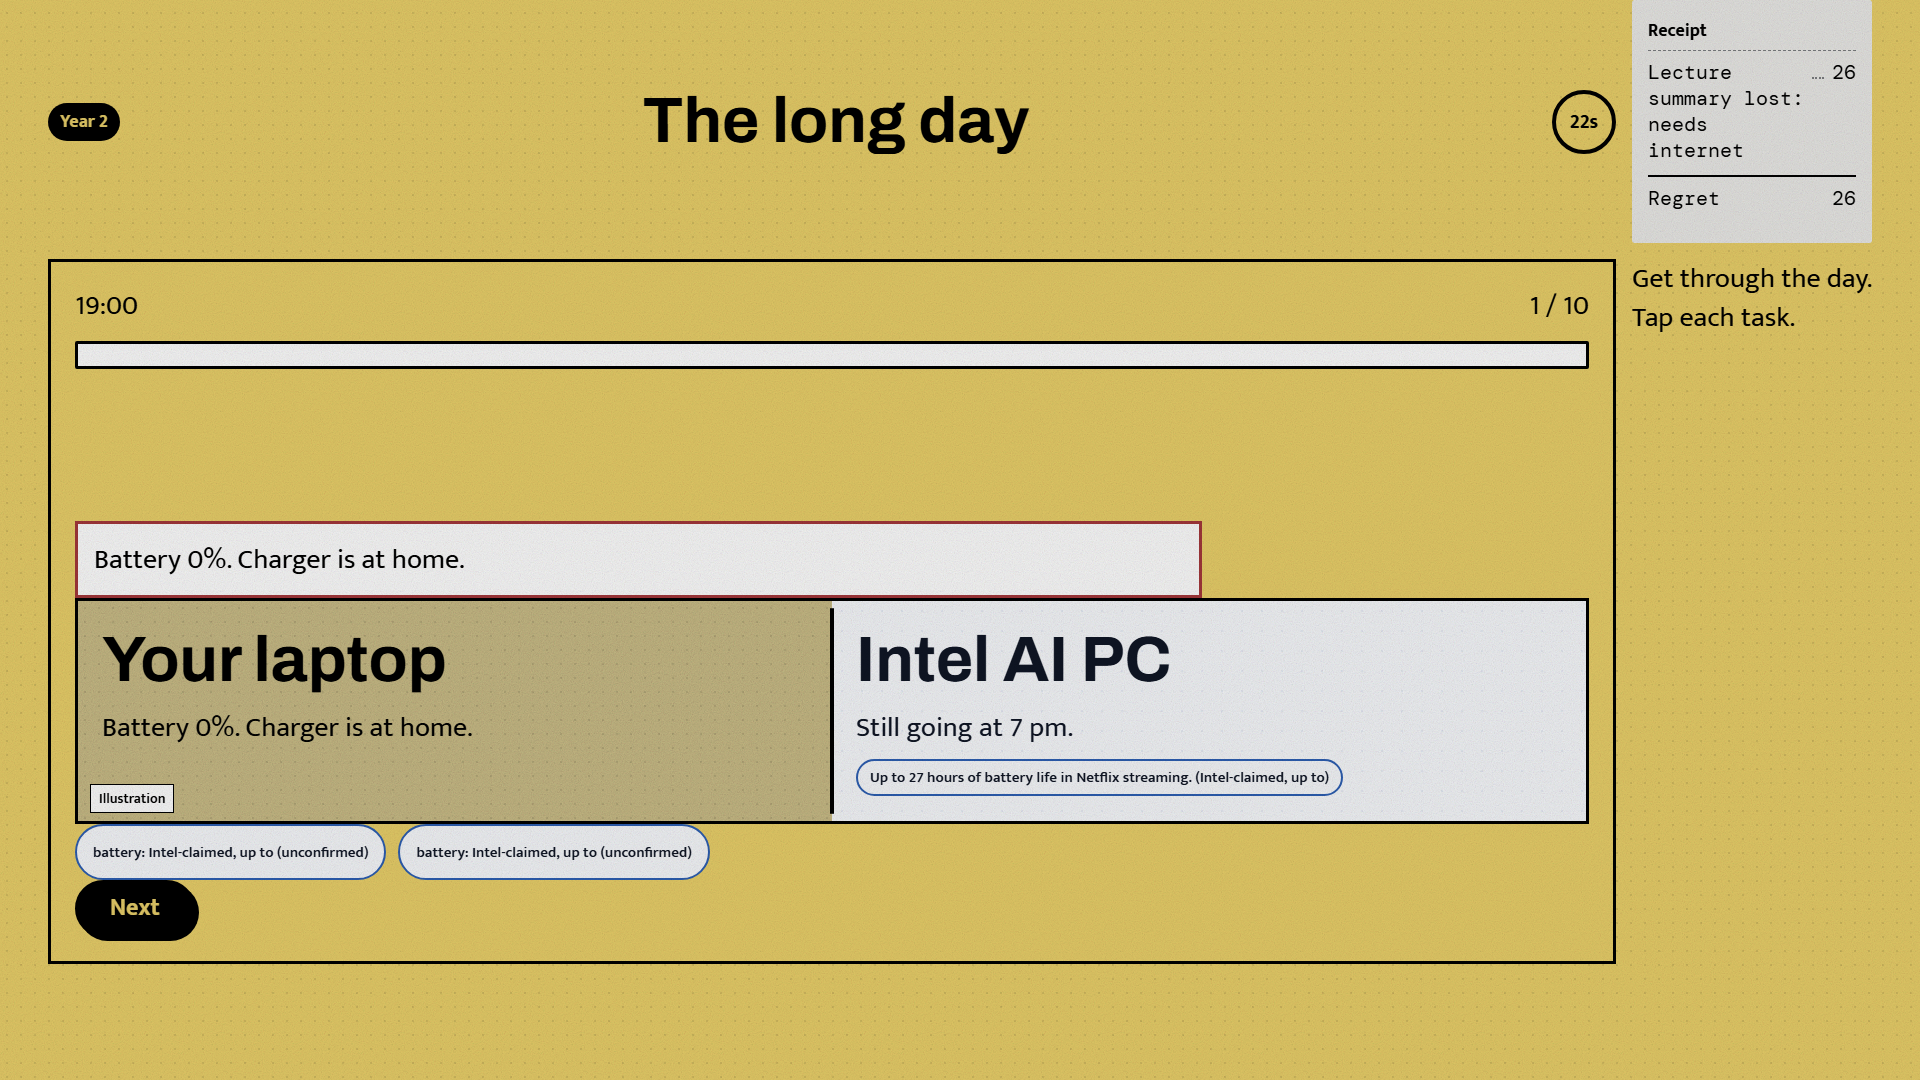 Year 2
The long day
22s
Receipt
Lecture summary lost: needs internet .... 26
Regret 26
Get through the day.
Tap each task.
19:00
1 / 10
Battery 0%. Charger is at home.
Your laptop
Battery 0%. Charger is at home.
Illustration
Intel AI PC
Still going at 7 pm.
Up to 27 hours of battery life in Netflix streaming. (Intel-claimed, up to)
battery: Intel-claimed, up to (unconfirmed)
battery: Intel-claimed, up to (unconfirmed)
Next